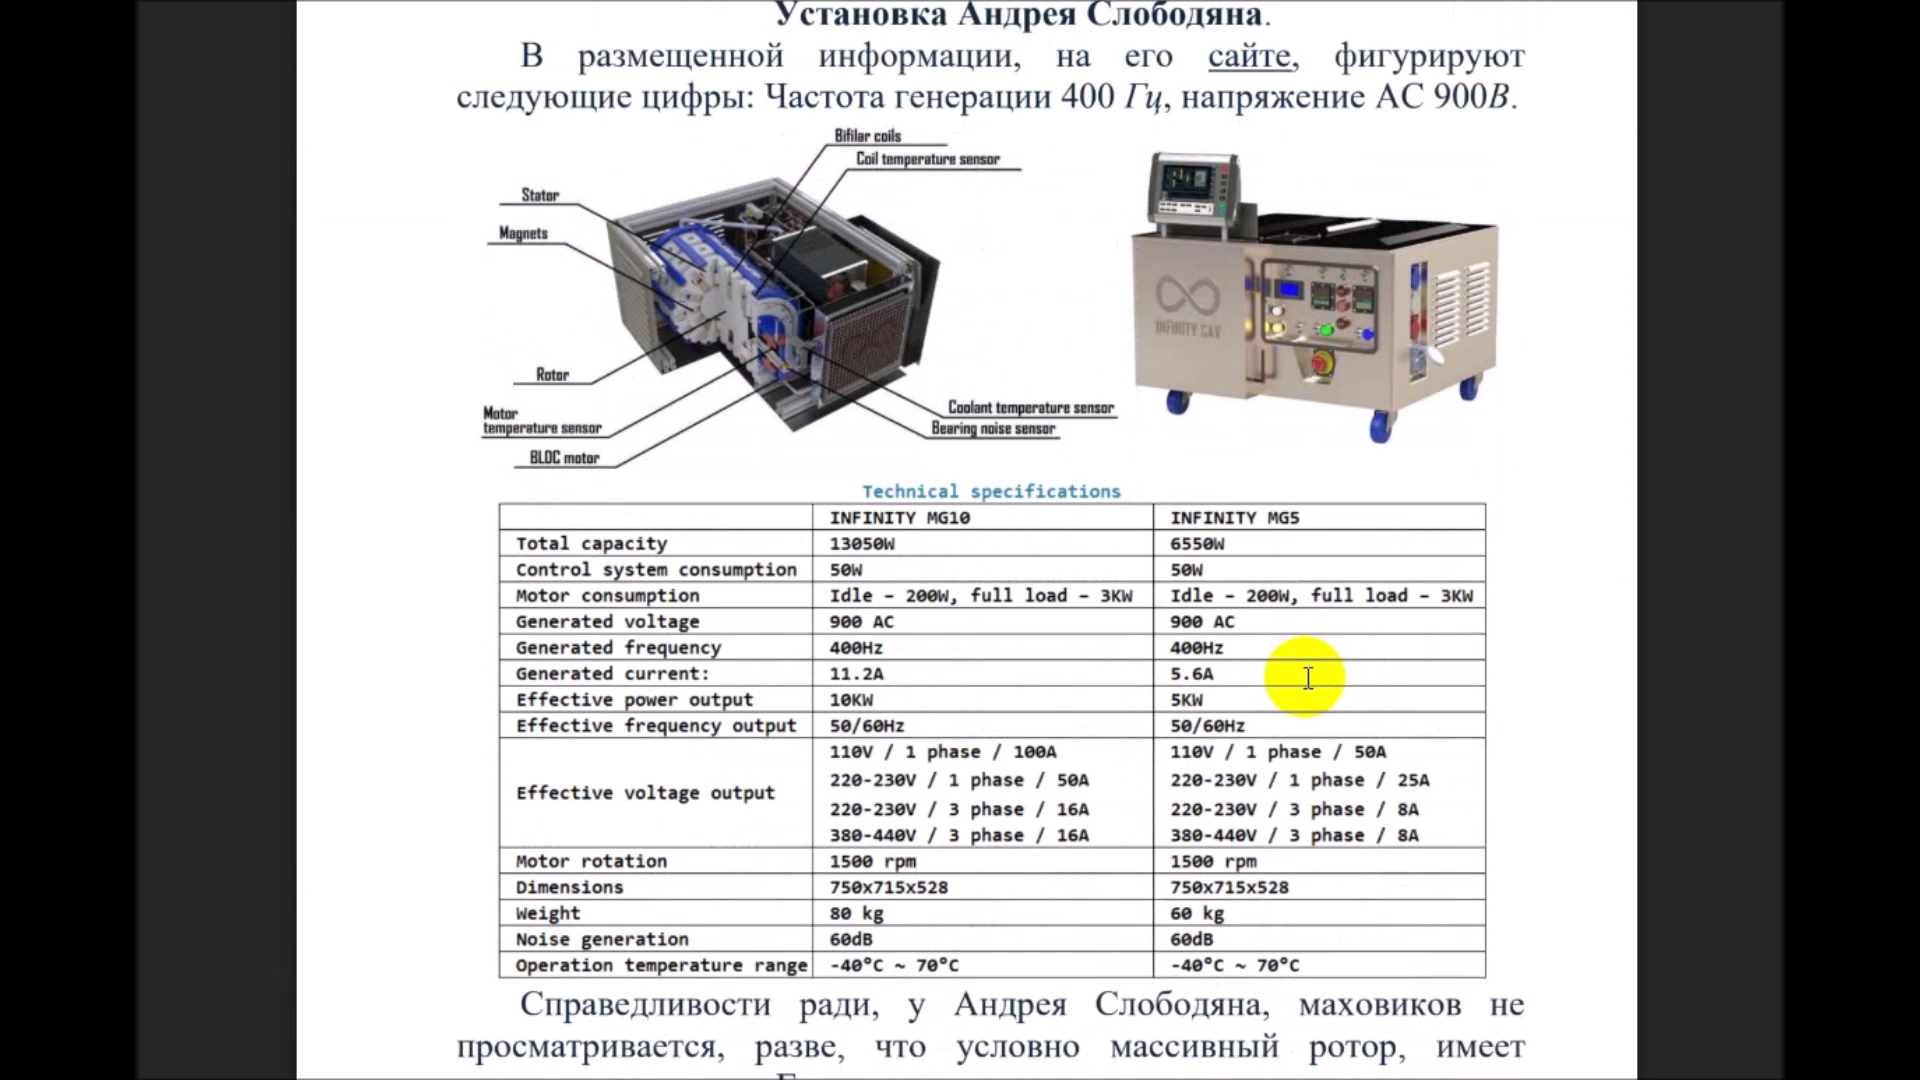 Установка Андрея Слободяна.
В размещенной информации, на его сайте, фигурируют
следующие цифры: Частота генерации 400 Гц, напряжение АС 900В.
Bifilar coils
Coil temperature sensor
Stator
Magnets
Rotor
Motor
temperature sensor
BLDC motor
Coolant temperature sensor
Bearing noise sensor
INFINITY SAV
Technical specifications
INFINITY MG10 INFINITY MG5
Total capacity 13050W 6550W
Control system consumption 50W 50W
Motor consumption Idle – 200W, full load – 3KW Idle – 200W, full load – 3KW
Generated voltage 900 AC 900 AC
Generated frequency 400Hz 400Hz
Generated current: 11.2A 5.6A
Effective power output 10KW 5KW
Effective frequency output 50/60Hz 50/60Hz
Effective voltage output
110V / 1 phase / 100A 110V / 1 phase / 50A
220-230V / 1 phase / 50A 220-230V / 1 phase / 25A
220-230V / 3 phase / 16A 220-230V / 3 phase / 8A
380-440V / 3 phase / 16A 380-440V / 3 phase / 8A
Motor rotation 1500 rpm 1500 rpm
Dimensions 750x715x528 750x715x528
Weight 80 kg 60 kg
Noise generation 60dB 60dB
Operation temperature range -40°C ~ 70°C -40°C ~ 70°C
Справедливости ради, у Андрея Слободяна, маховиков не
просматривается, разве, что условно массивный ротор, имеет